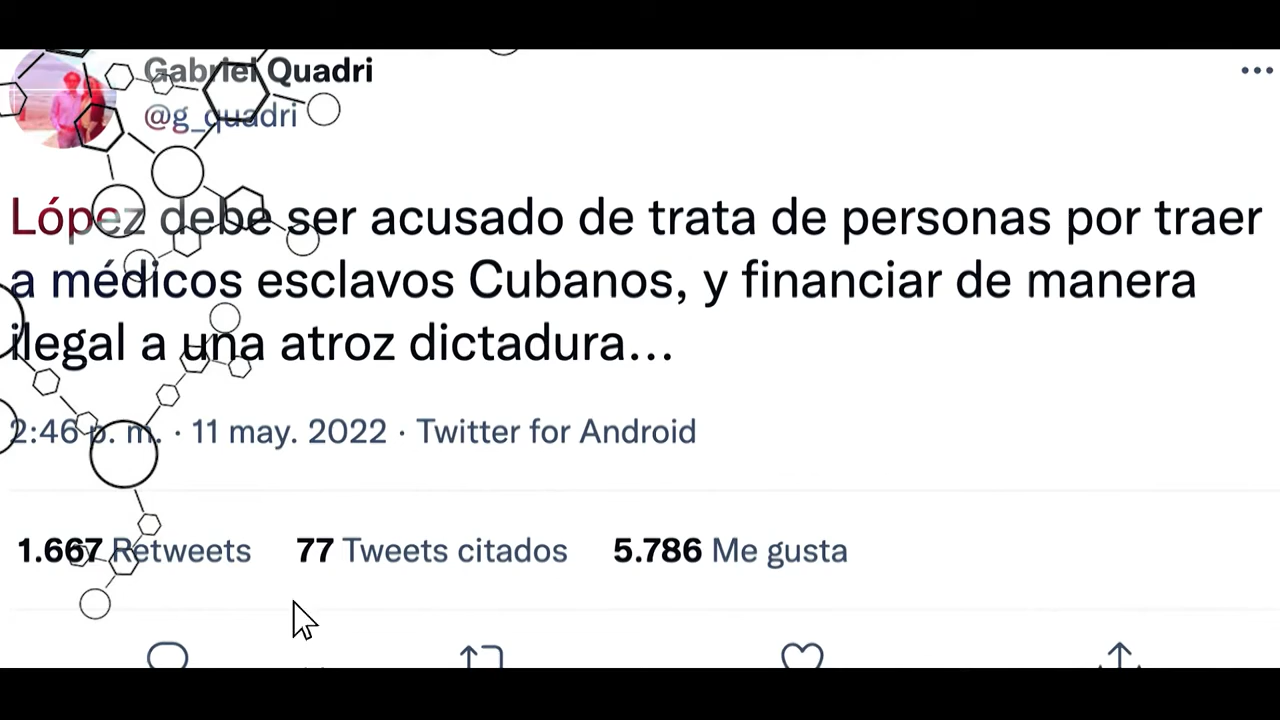 Gabriel Quadri
@g_quadri
López debe ser acusado de trata de personas por traer
a médicos esclavos Cubanos, y financiar de manera
ilegal a una atroz dictadura...
2:46 p. m. · 11 may. 2022 · Twitter for Android
1.667 Retweets 77 Tweets citados 5.786 Me gusta